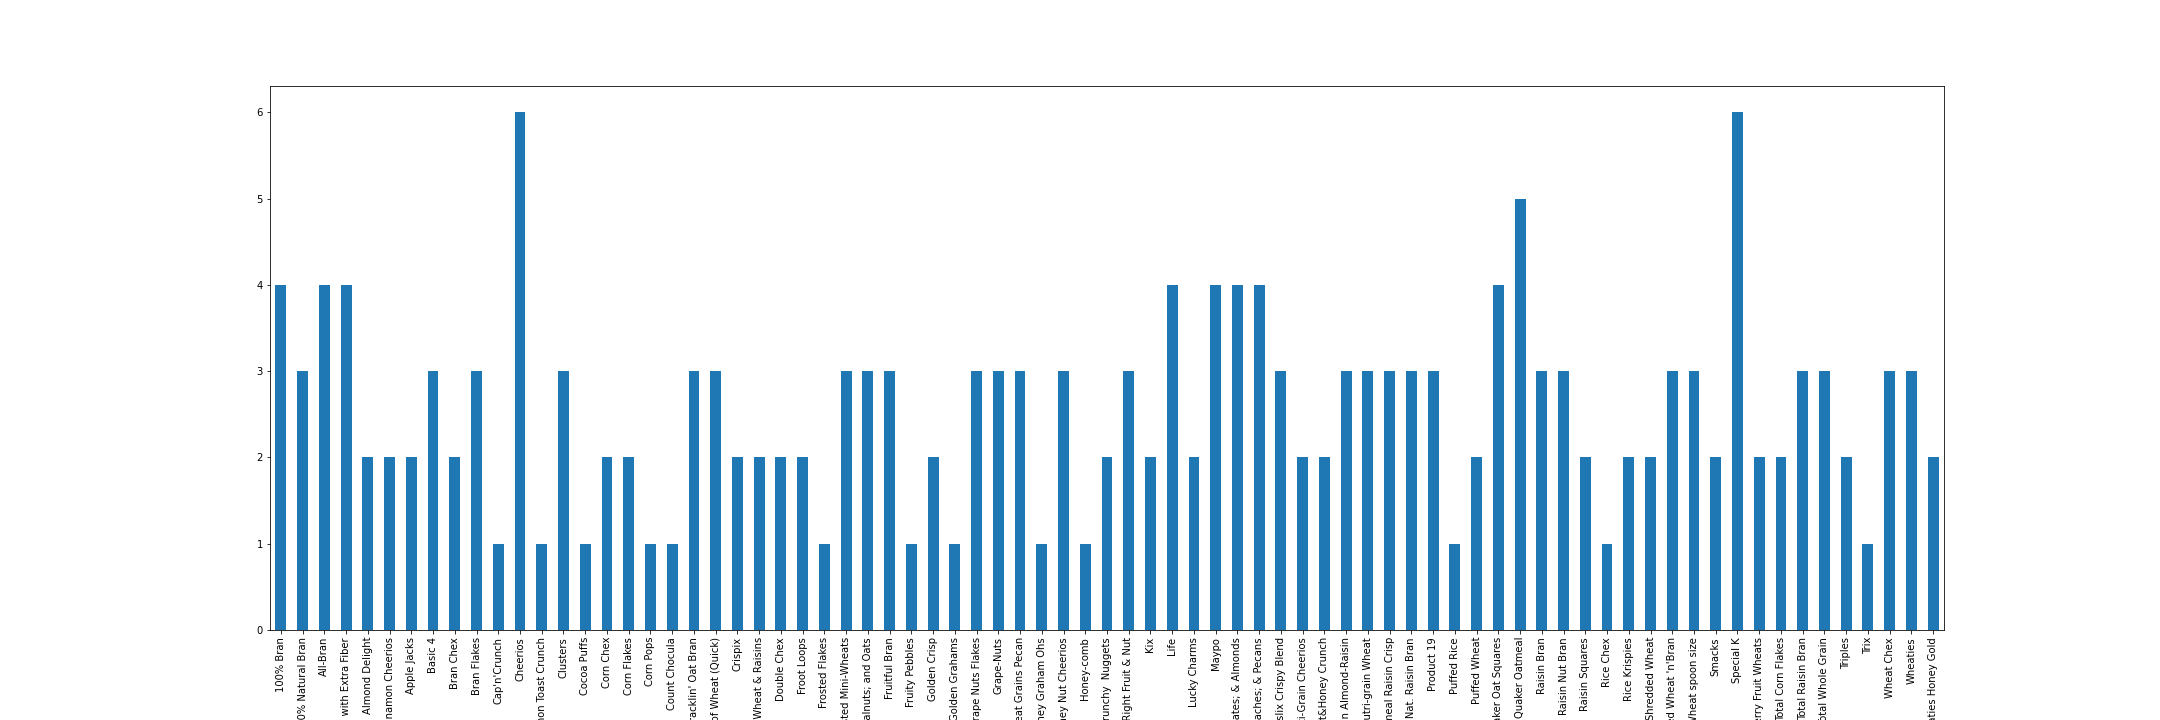 6
5
4
3
2
1
0
100% Bran
0% Natural Bran
All-Bran
with Extra Fiber
Almond Delight
namon Cheerios
Apple Jacks
Basic 4
Bran Chex
Bran Flakes
Cap'n'Crunch
Cheerios
on Toast Crunch
Clusters
Cocoa Puffs
Corn Chex
Corn Flakes
Corn Pops
Count Chocula
racklin' Oat Bran
of Wheat (Quick)
Crispix
Wheat & Raisins
Double Chex
Froot Loops
Frosted Flakes
ted Mini-Wheats
alnuts; and Oats
Fruitful Bran
Fruity Pebbles
Golden Crisp
Golden Grahams
rape Nuts Flakes
Grape-Nuts
eat Grains Pecan
ney Graham Ohs
ney Nut Cheerios
Honey-comb
runchy  Nuggets
Right Fruit & Nut
Kix
Life
Lucky Charms
Maypo
ates; & Almonds
aches; & Pecans
slix Crispy Blend
i-Grain Cheerios
t&Honey Crunch
n Almond-Raisin
utri-grain Wheat
neal Raisin Crisp
Nat. Raisin Bran
Product 19
Puffed Rice
Puffed Wheat
ker Oat Squares
Quaker Oatmeal
Raisin Bran
Raisin Nut Bran
Raisin Squares
Rice Chex
Rice Krispies
Shredded Wheat
d Wheat 'n'Bran
Wheat spoon size
Smacks
Special K
erry Fruit Wheats
Total Corn Flakes
Total Raisin Bran
otal Whole Grain
Triples
Trix
Wheat Chex
Wheaties
ties Honey Gold